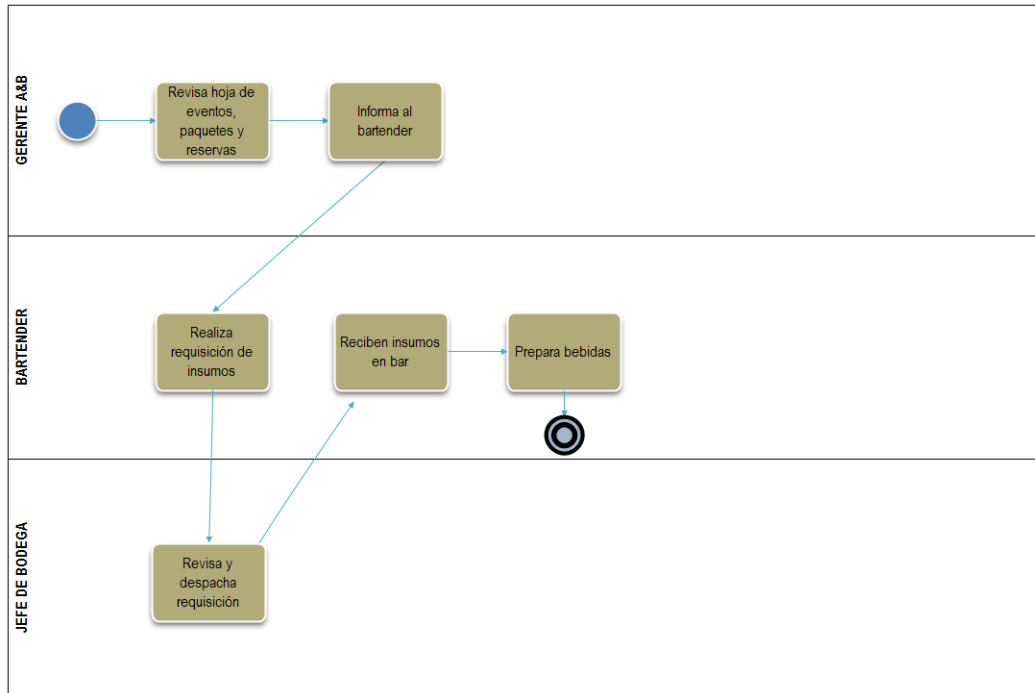 GERENTE A&B
Revisa hoja de
eventos,
paquetes y
reservas
Informa al
bartender
BARTENDER
Realiza
requisición de
insumos
Reciben insumos
en bar
Prepara bebidas
JEFE DE BODEGA
Revisa y
despacha
requisición